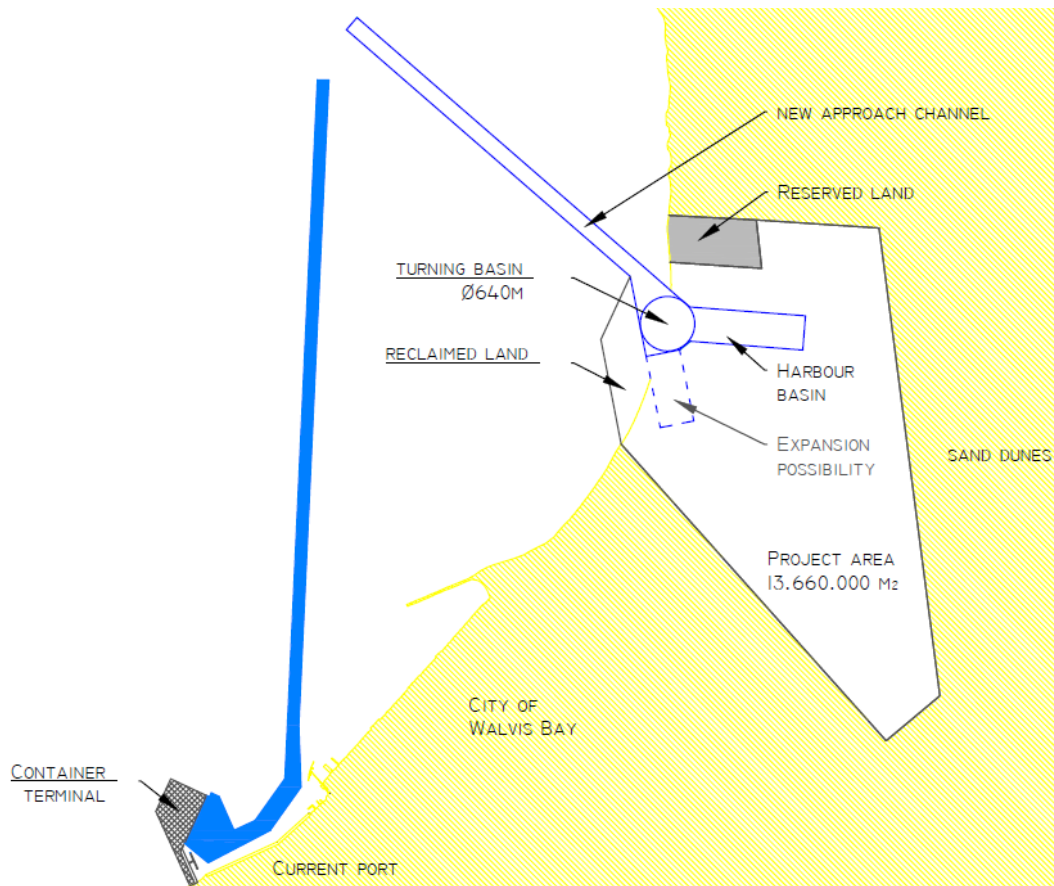 NEW APPROACH CHANNEL
RESERVED LAND
TURNING BASIN
Ø640M
RECLAIMED LAND
HARBOUR
BASIN
EXPANSION
POSSIBILITY
SAND DUNES
PROJECT AREA
13.660.000 M2
CITY OF
WALVIS BAY
CONTAINER
TERMINAL
CURRENT PORT